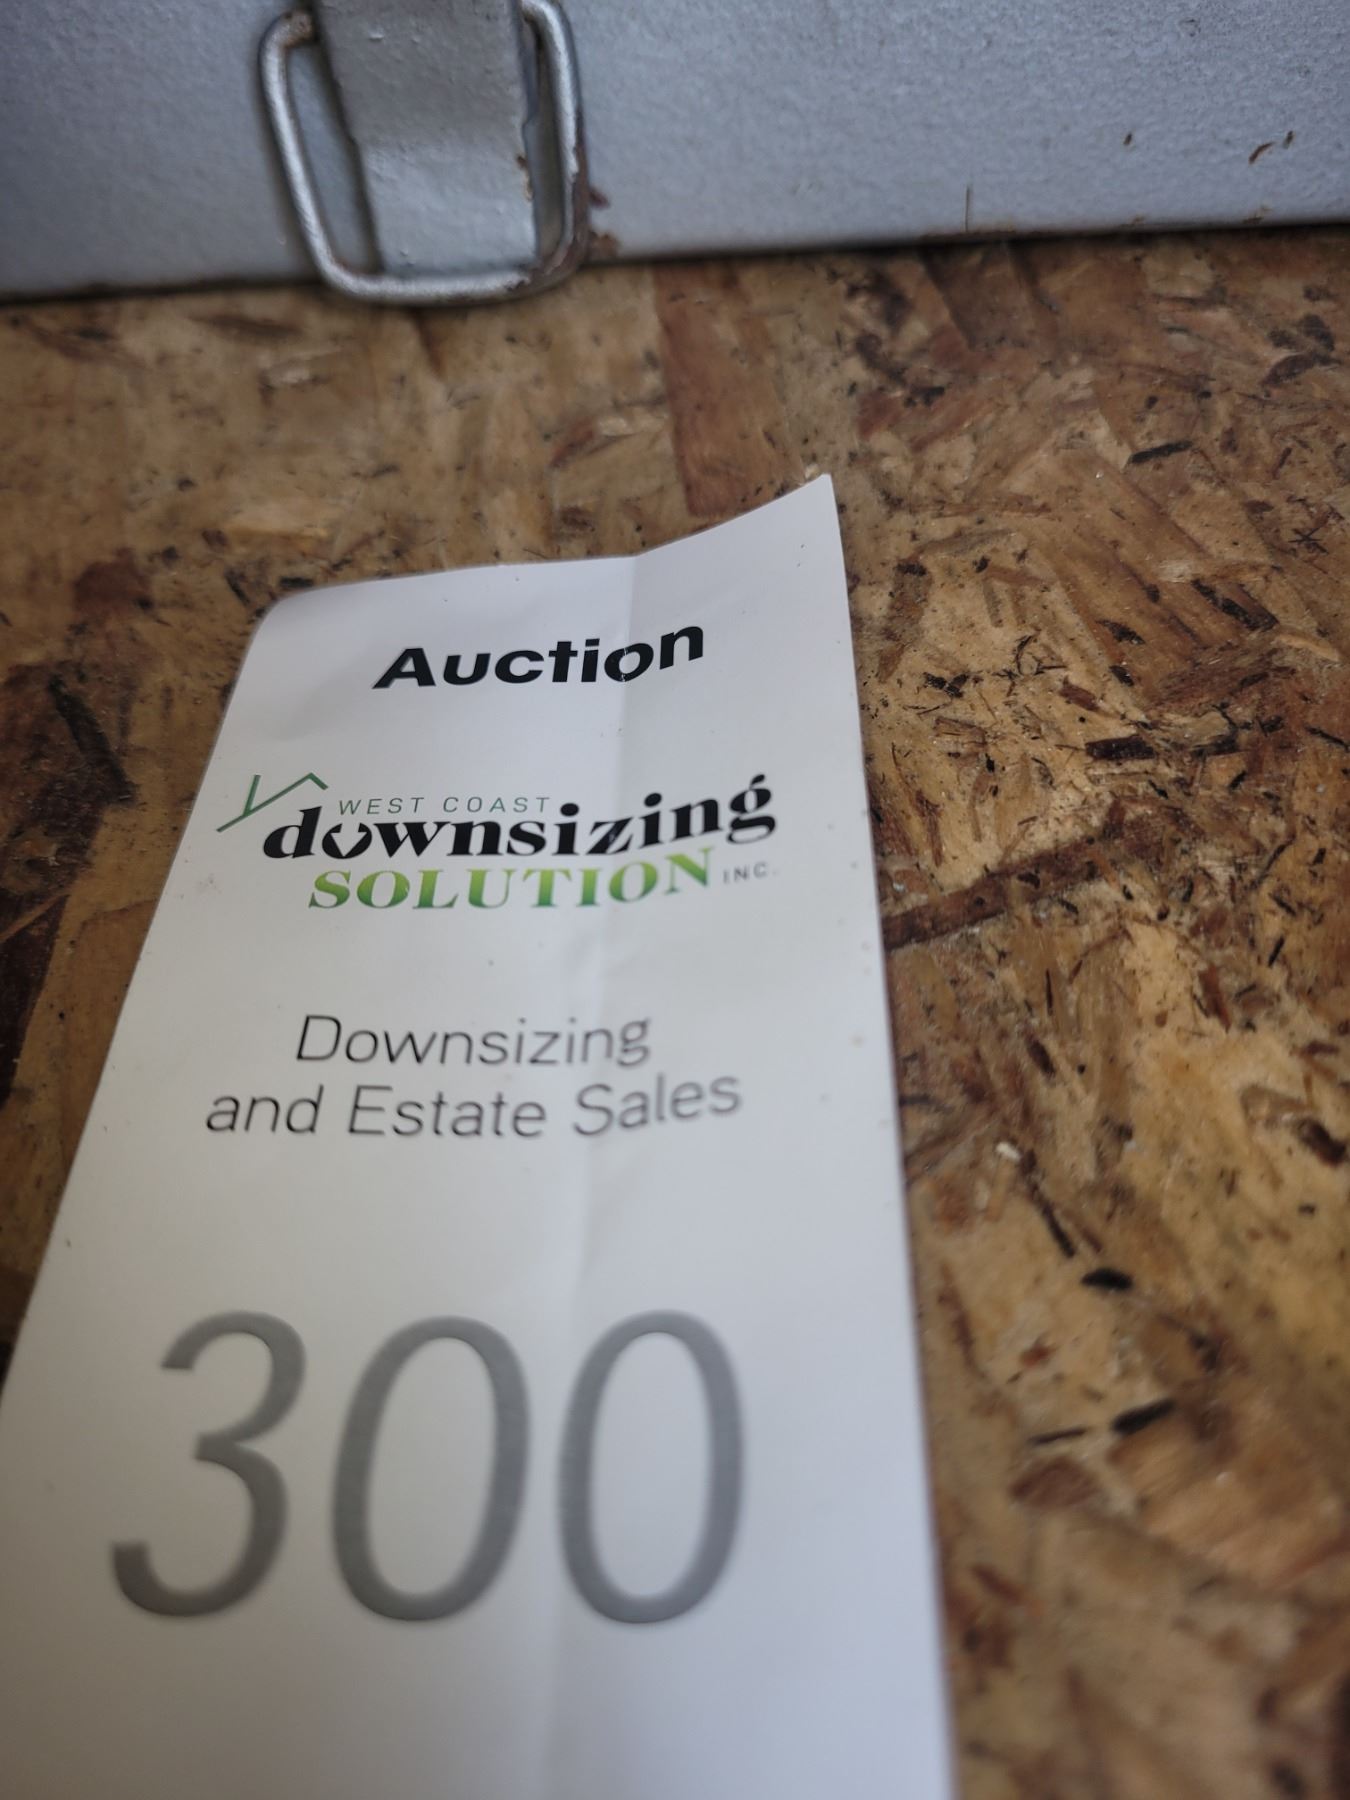 Auction
WEST COAST
downsizing
SOLUTION INC.
Downsizing
and Estate Sales
300